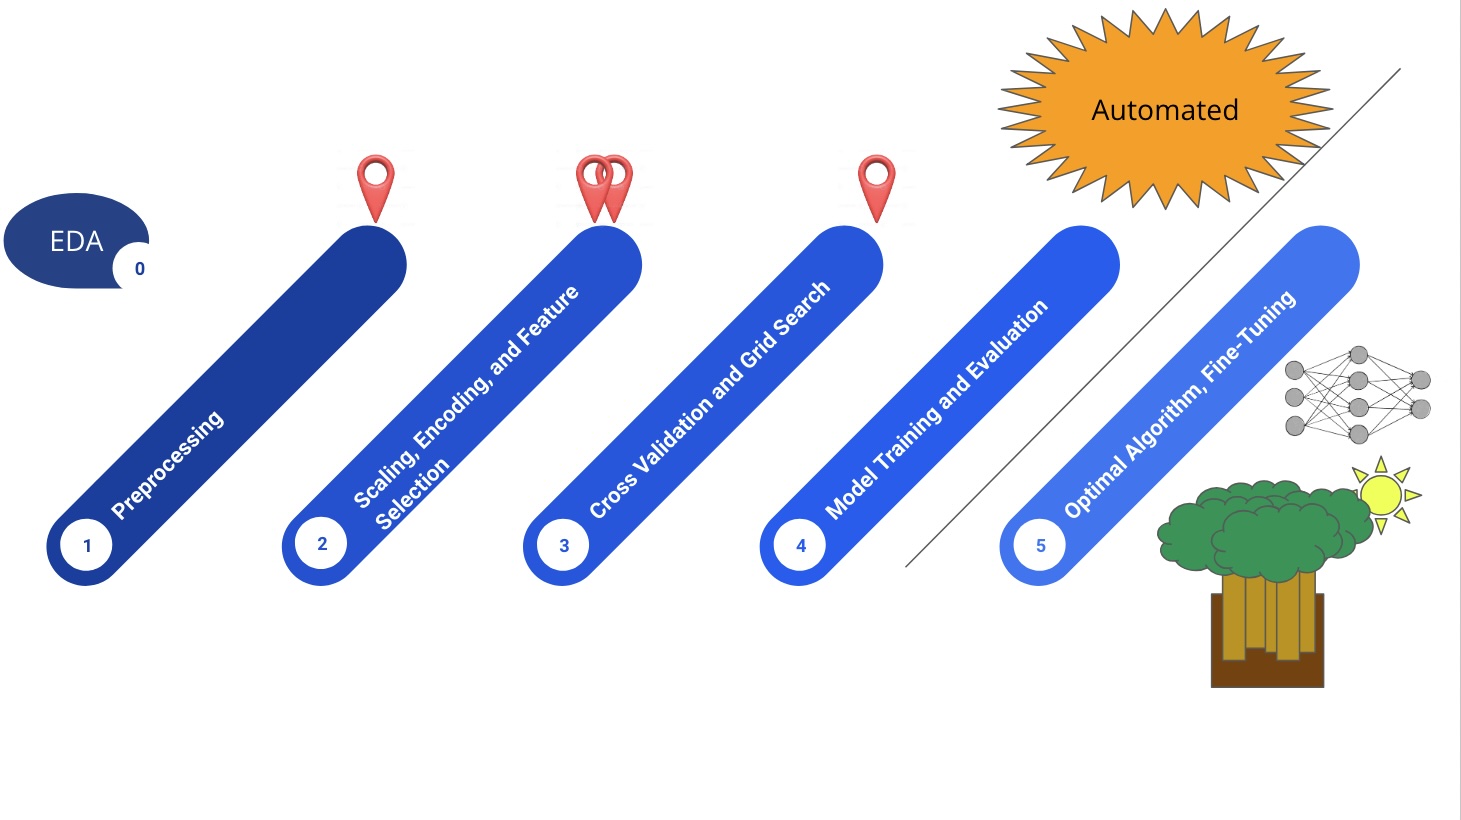 Automated
EDA
0
Preprocessing
1
Scaling, Encoding, and Feature
Selection
2
Cross Validation and Grid Search
3
Model Training and Evaluation
4
Optimal Algorithm, Fine-Tuning
5